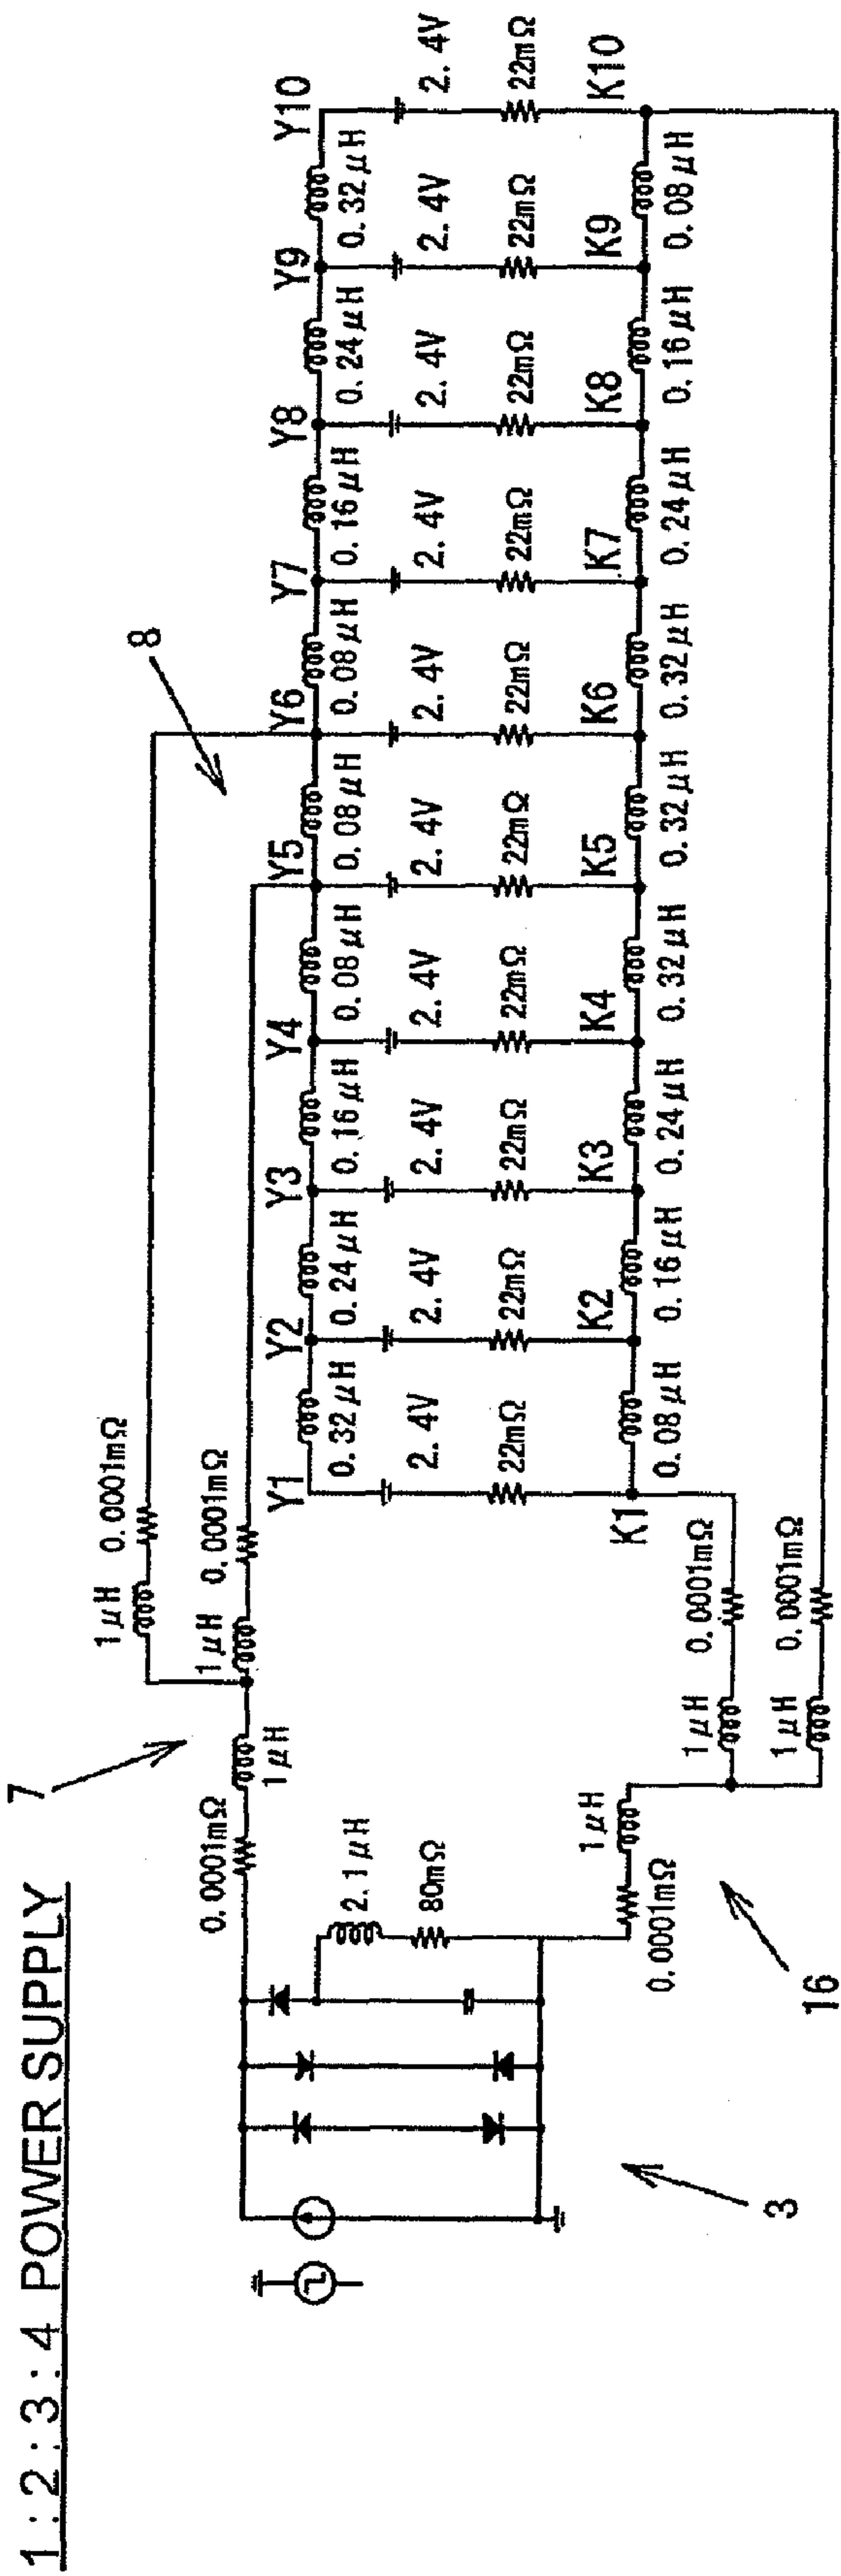 1 : 2 : 3 : 4 POWER SUPPLY
7
8
1μH 0.0001mΩ
0.0001mΩ
1μH
1μH 0.0001mΩ
Y1 Y2 Y3 Y4 Y5 Y6 Y7 Y8 Y9 Y10
0.32μH 0.24μH 0.16μH 0.08μH 0.08μH 0.08μH 0.16μH 0.24μH 0.32μH
2.4V 2.4V 2.4V 2.4V 2.4V 2.4V 2.4V 2.4V 2.4V 2.4V
2.1μH
80mΩ
22mΩ 22mΩ 22mΩ 22mΩ 22mΩ 22mΩ 22mΩ 22mΩ 22mΩ 22mΩ
K1 K2 K3 K4 K5 K6 K7 K8 K9 K10
0.08μH 0.16μH 0.24μH 0.32μH 0.32μH 0.32μH 0.24μH 0.16μH 0.08μH
1μH
0.0001mΩ
1μH 0.0001mΩ
1μH 0.0001mΩ
3
16